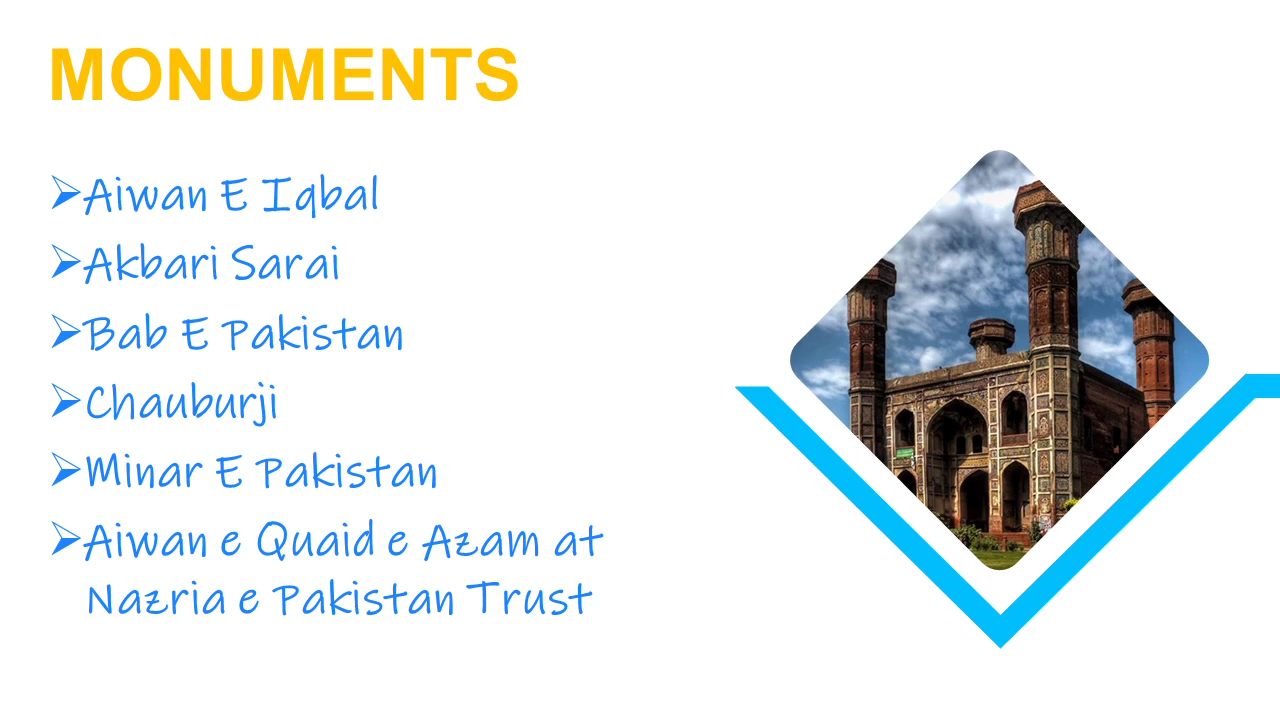 MONUMENTS
➢Aiwan E Iqbal
➢Akbari Sarai
➢Bab E Pakistan
➢Chauburji
➢Minar E Pakistan
➢Aiwan e Quaid e Azam at
Nazria e Pakistan Trust